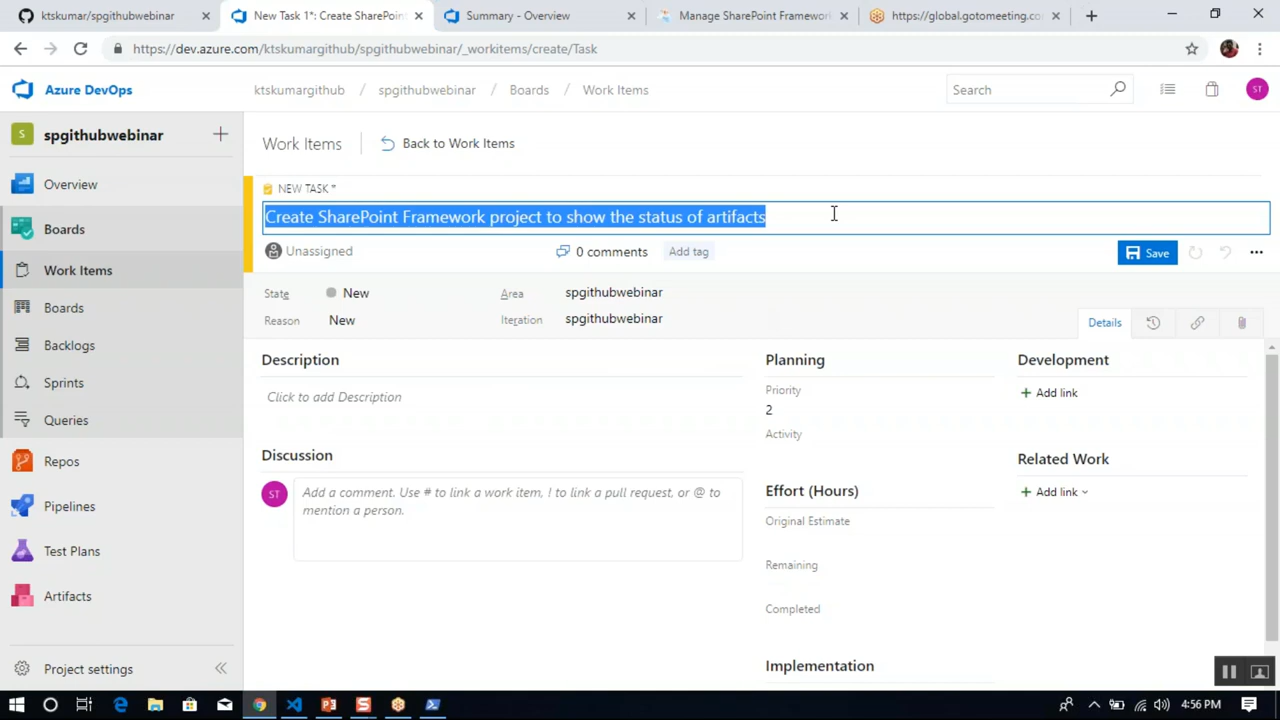 ktskumar/spgithubwebinar
New Task 1*: Create SharePoin
Summary - Overview
Manage SharePoint Framework
https://global.gotomeeting.co
https://dev.azure.com/ktskumargithub/spgithubwebinar/_workitems/create/Task
Azure DevOps
ktskumargithub / spgithubwebinar / Boards / Work Items
Search
ST
S spgithubwebinar
Overview
Boards
Work Items
Boards
Backlogs
Sprints
Queries
Repos
Pipelines
Test Plans
Artifacts
Project settings
Work Items
Back to Work Items
NEW TASK *
Create SharePoint Framework project to show the status of artifacts
Unassigned
0 comments
Add tag
Save
State New
Area spgithubwebinar
Reason New
Iteration spgithubwebinar
Details
Description
Click to add Description
Discussion
ST
Add a comment. Use # to link a work item, ! to link a pull request, or @ to
mention a person.
Planning
Priority
2
Activity
Effort (Hours)
Original Estimate
Remaining
Completed
Implementation
Development
Add link
Related Work
Add link
4:56 PM